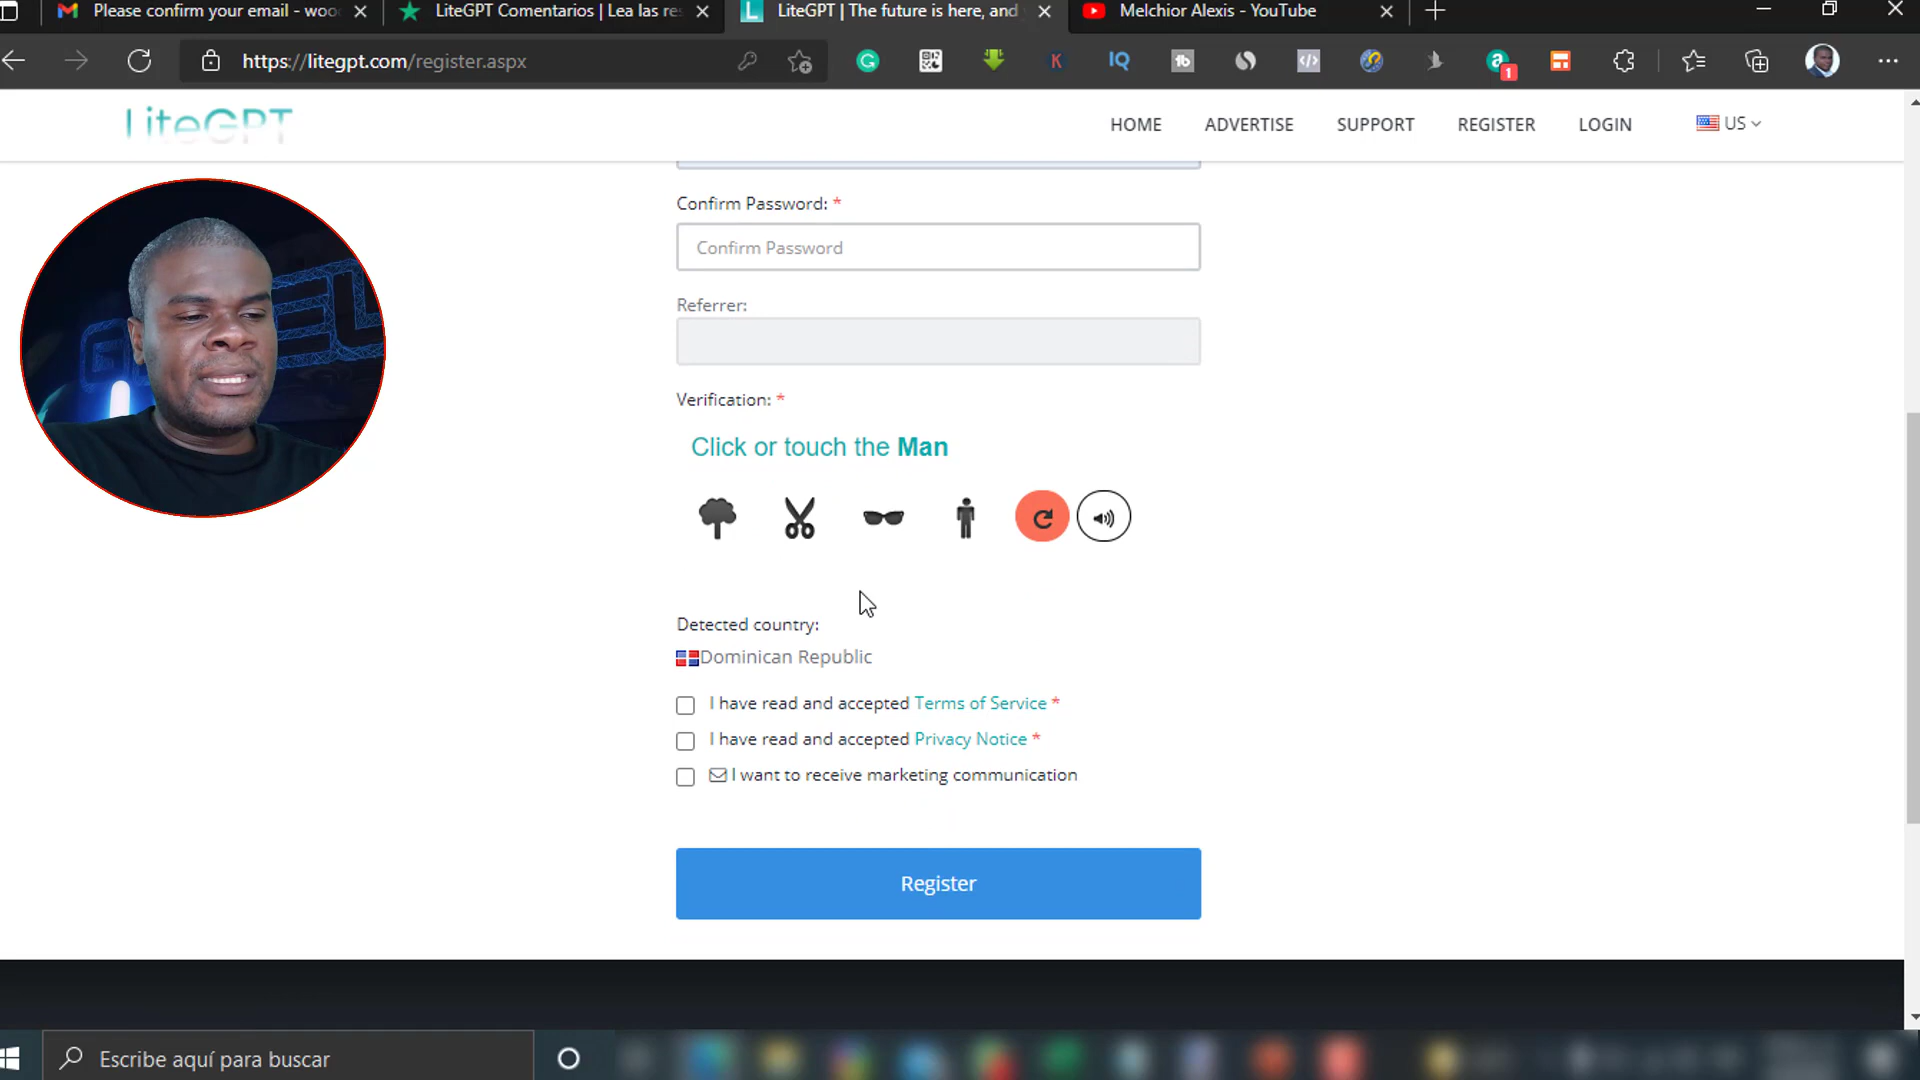 Please confirm your email - woo
LiteGPT Comentarios | Lea las res
LiteGPT | The future is here, and
Melchior Alexis - YouTube
https://litegpt.com/register.aspx
LiteGPT
HOME
ADVERTISE
SUPPORT
REGISTER
LOGIN
US
Confirm Password: *
Confirm Password
Referrer:
Verification: *
Click or touch the Man
Detected country:
Dominican Republic
I have read and accepted Terms of Service *
I have read and accepted Privacy Notice *
I want to receive marketing communication
Register
Escribe aquí para buscar